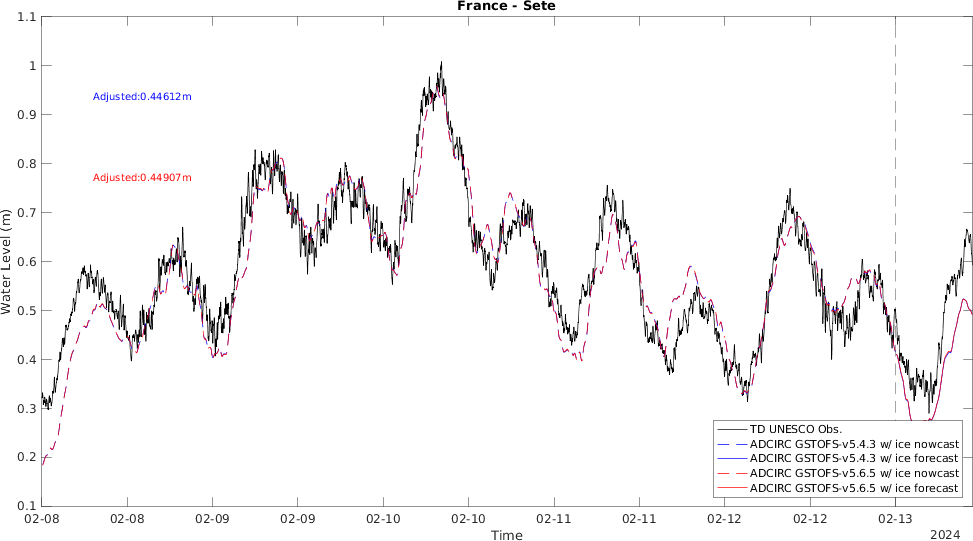 France - Sete
1.1
1
0.9
0.8
0.7
0.6
0.5
0.4
0.3
0.2
0.1
Water Level (m)
Adjusted:0.44612m
Adjusted:0.44907m
TD UNESCO Obs.
ADCIRC GSTOFS-v5.4.3 w/ ice nowcast
ADCIRC GSTOFS-v5.4.3 w/ ice forecast
ADCIRC GSTOFS-v5.6.5 w/ ice nowcast
ADCIRC GSTOFS-v5.6.5 w/ ice forecast
02-08 02-08 02-09 02-09 02-10 02-10 02-11 02-11 02-12 02-12 02-13
Time
2024